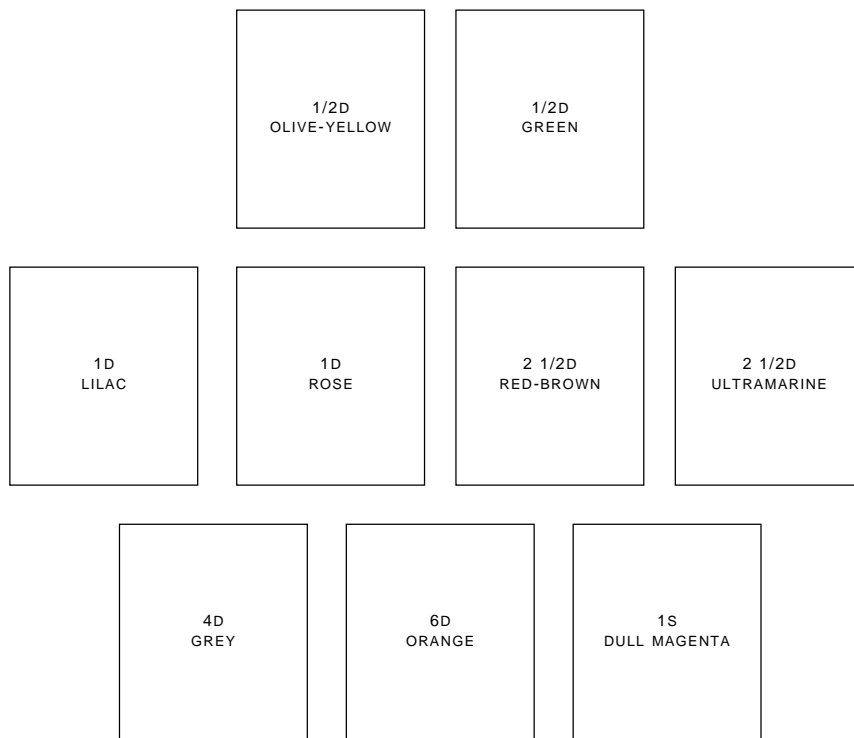 1/2D
OLIVE-YELLOW
1/2D
GREEN
1D
LILAC
1D
ROSE
2 1/2D
RED-BROWN
2 1/2D
ULTRAMARINE
4D
GREY
6D
ORANGE
1S
DULL MAGENTA